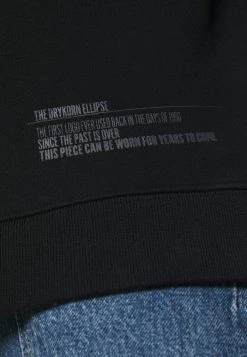 THE DRYKORN ELLIPSE
THE FIRST LOGO EVER USED BACK IN THE DAYS OF 1996
SINCE THE PAST IS OVER
THIS PIECE CAN BE WORN FOR YEARS TO COME.